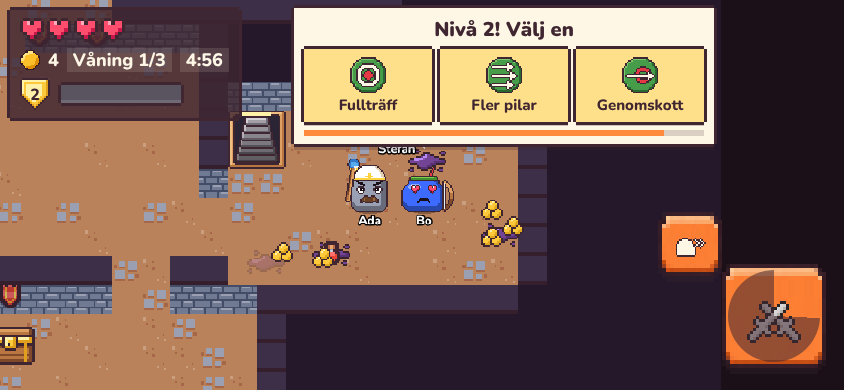 Nivå 2! Välj en
4 Våning 1/3 4:56
2
Fullträff
Fler pilar
Genomskott
Stefan
Ada
Bo